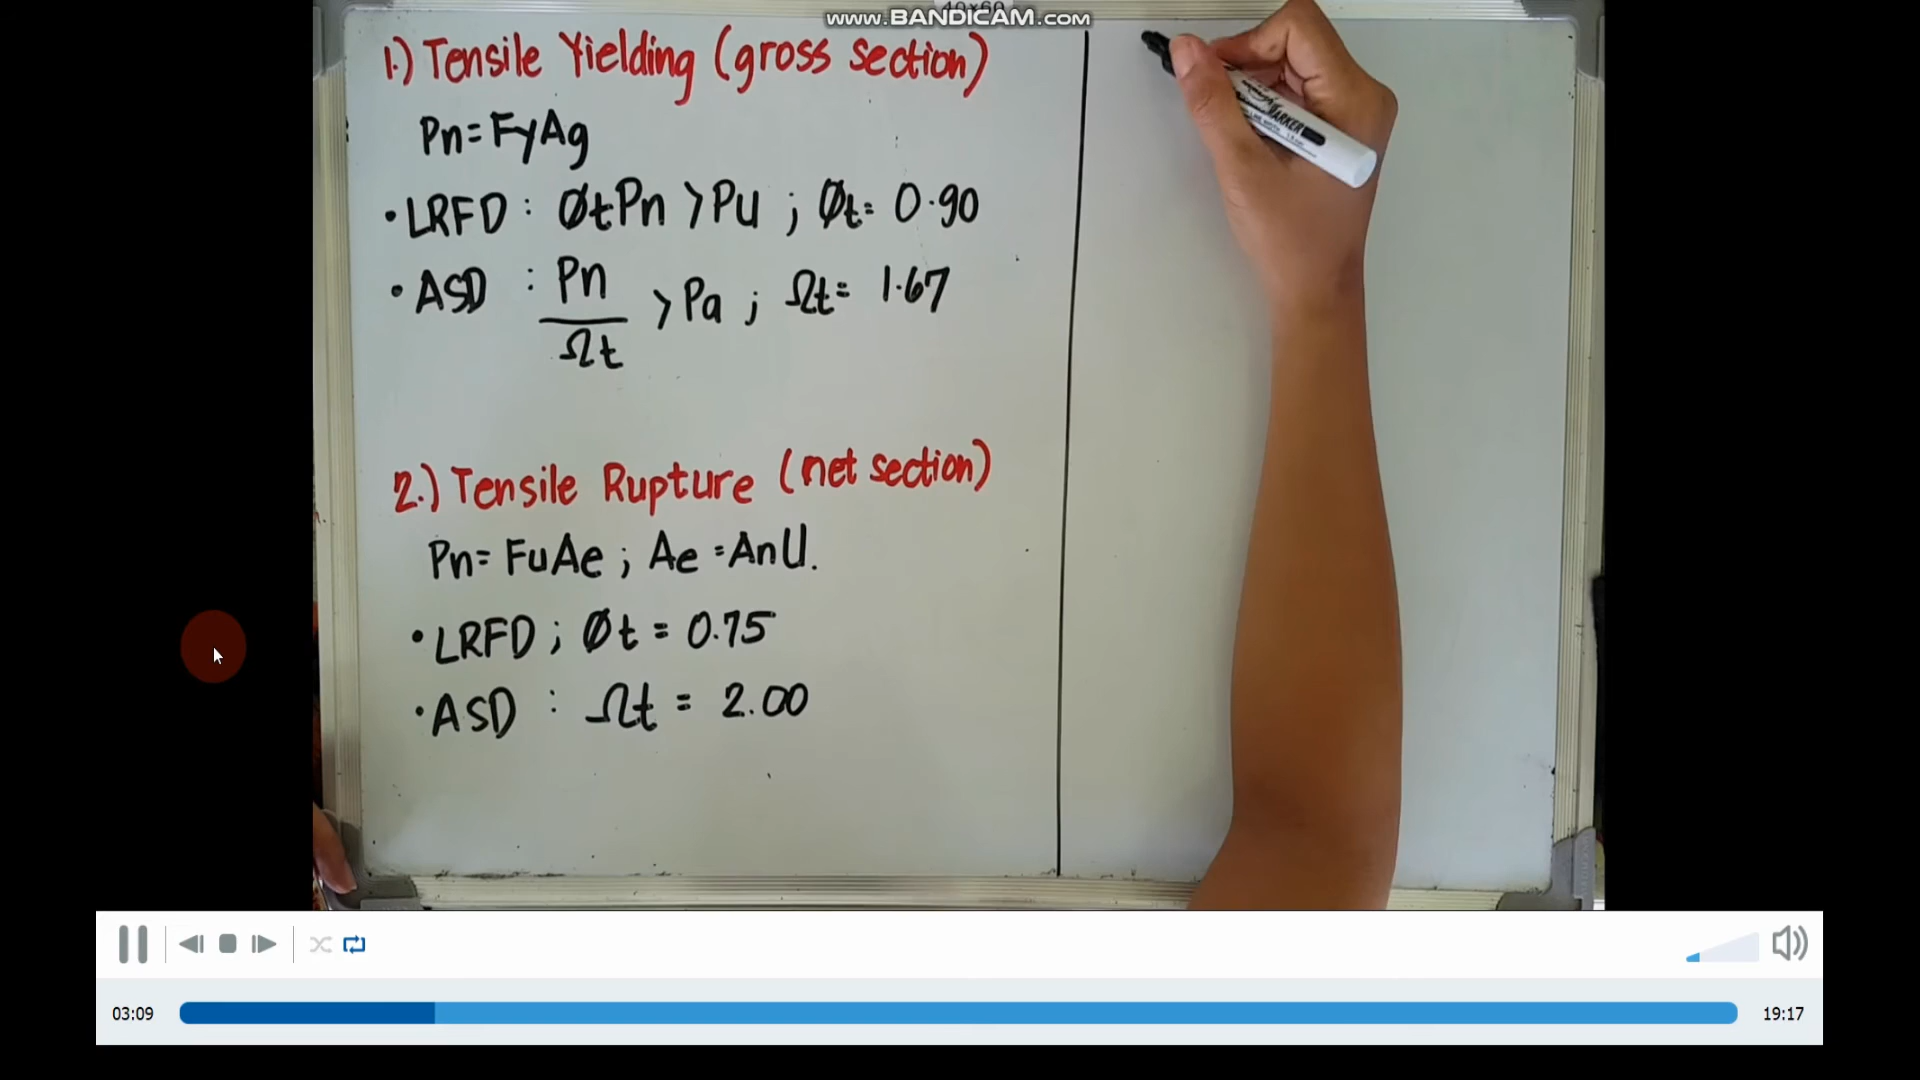 www.BANDICAM.com
1.) Tensile Yielding (gross section)
Pn=FyAg
• LRFD : ØtPn > Pu ; Øt= 0.90
• ASD : Pn/Ωt > Pa ; Ωt= 1.67
2.) Tensile Rupture (net section)
Pn= FuAe ; Ae = AnU.
• LRFD ; Øt = 0.75
• ASD : Ωt = 2.00
MARKER
03:09
19:17